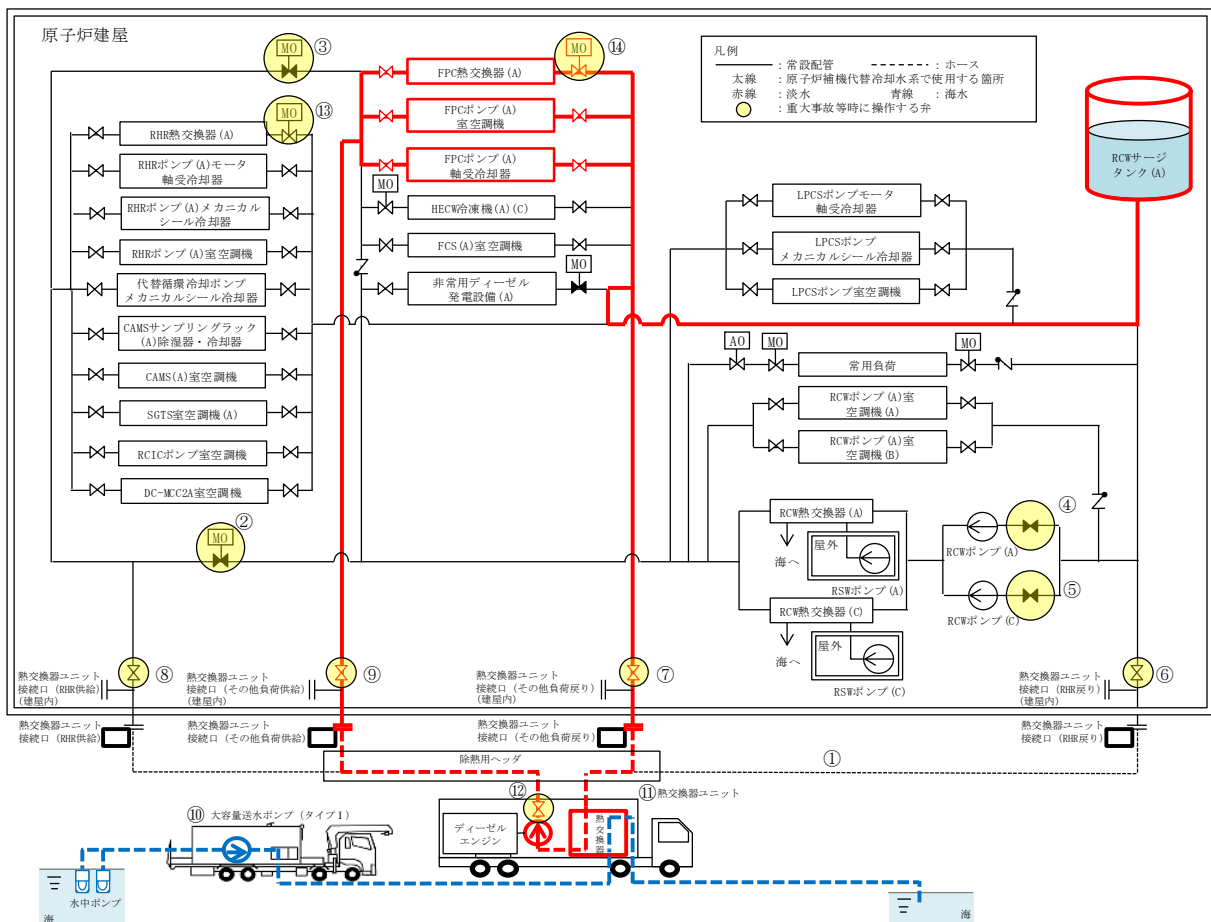 原子炉建屋
MO
③
MO
⑭
凡例
：常設配管
：ホース
太線
：原子炉補機代替冷却水系で使用する箇所
赤線
：淡水
青線
：海水
：重大事故等時に操作する弁
FPC熱交換器(A)
FPCポンプ(A)
室空調機
FPCポンプ(A)
軸受冷却器
MO
HECW冷凍機(A)(C)
FCS(A)室空調機
MO
非常用ディーゼル
発電設備(A)
MO
⑬
RHR熱交換器(A)
RHRポンプ(A)モータ
軸受冷却器
RHRポンプ(A)メカニカル
シール冷却器
RHRポンプ(A)室空調機
代替循環冷却ポンプ
メカニカルシール冷却器
CAMSサンプリングラック
(A)除湿器・冷却器
CAMS(A)室空調機
SGTS室空調機(A)
RCICポンプ室空調機
DC-MCC2A室空調機
②
MO
RCWサージ
タンク(A)
LPCSポンプモータ
軸受冷却器
LPCSポンプ
メカニカルシール冷却器
LPCSポンプ室空調機
AO
MO
MO
常用負荷
RCWポンプ(A)室
空調機(A)
RCWポンプ(A)室
空調機(B)
RCW熱交換器(A)
屋外
海へ
RSWポンプ(A)
RCW熱交換器(C)
屋外
海へ
RSWポンプ(C)
④
RCWポンプ(A)
⑤
RCWポンプ(C)
⑧
⑨
⑦
⑥
熱交換器ユニット
接続口（RHR供給）
(建屋内)
熱交換器ユニット
接続口（その他負荷供給）
(建屋内)
熱交換器ユニット
接続口（その他負荷戻り）
(建屋内)
熱交換器ユニット
接続口（RHR戻り）
(建屋内)
熱交換器ユニット
接続口（RHR供給）
熱交換器ユニット
接続口（その他負荷供給）
熱交換器ユニット
接続口（その他負荷戻り）
熱交換器ユニット
接続口（RHR戻り）
除熱用ヘッダ
①
⑩ 大容量送水ポンプ（タイプⅠ）
⑫
⑪熱交換器ユニット
ディーゼル
エンジン
熱交換器
水中ポンプ
海
海